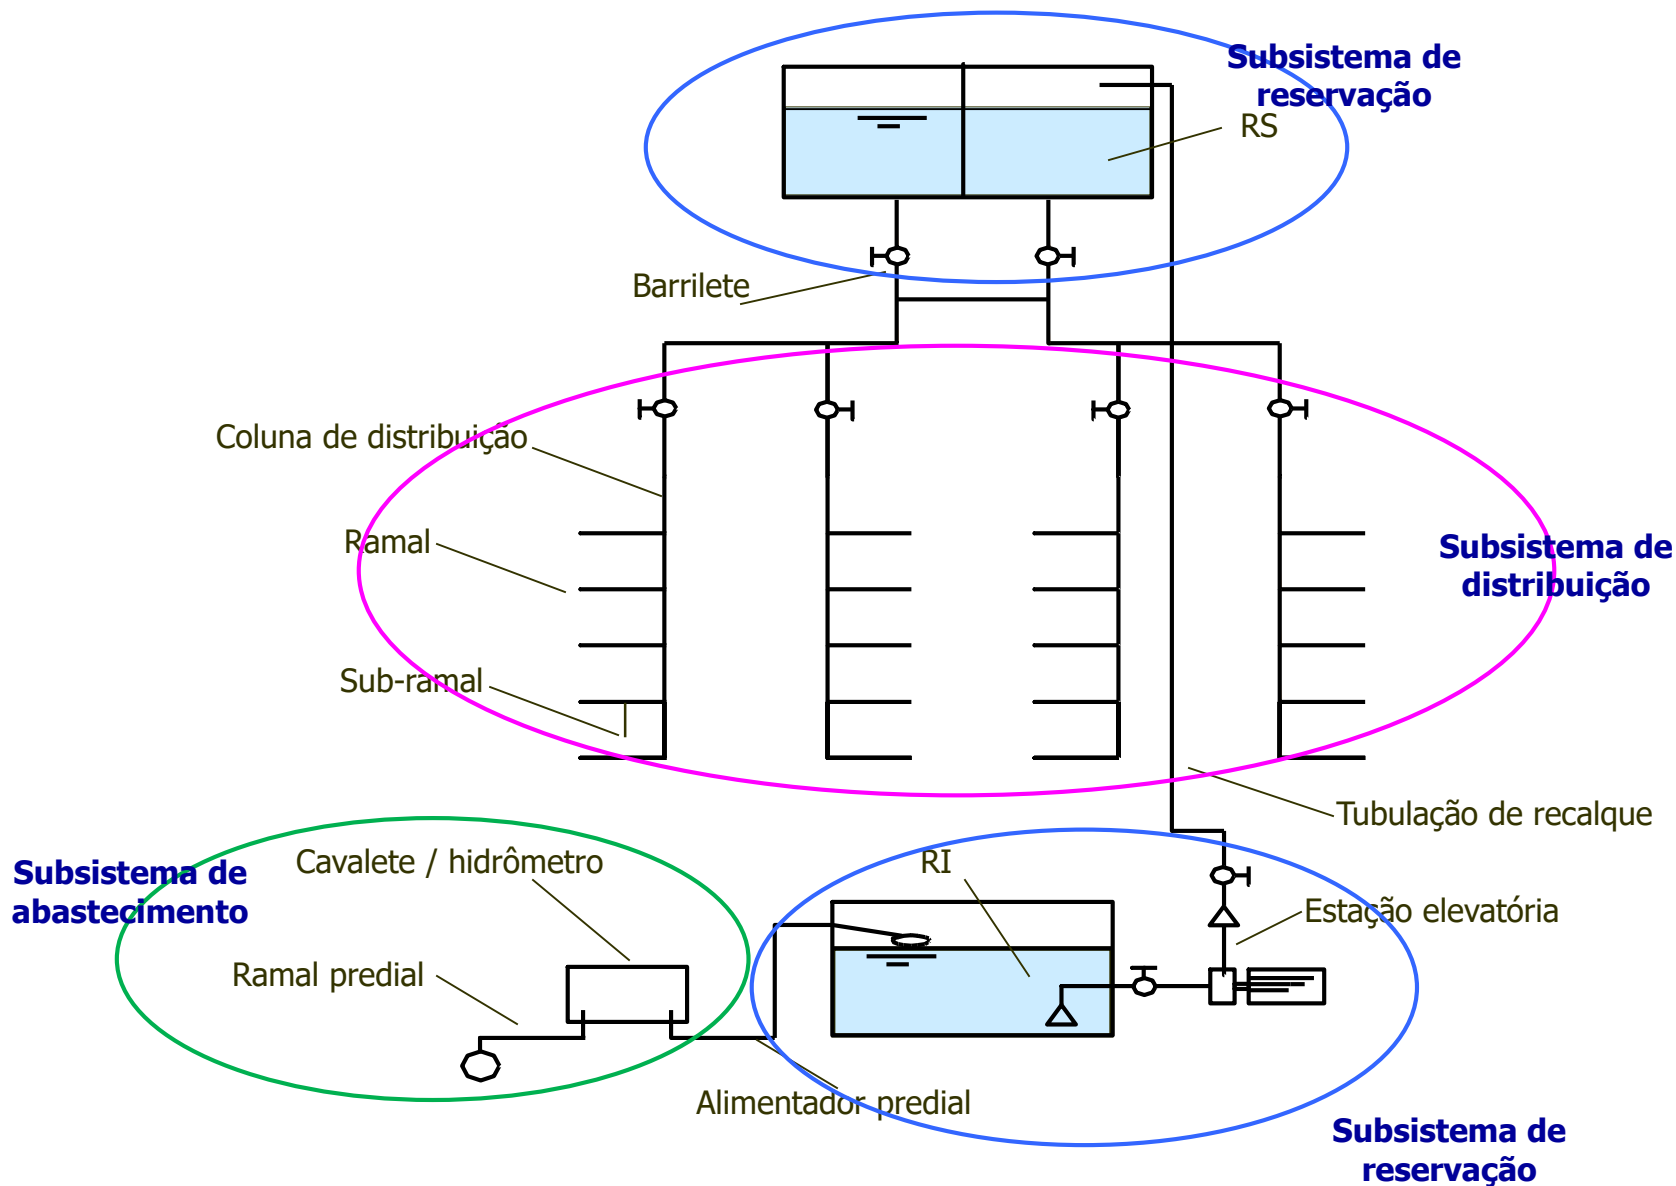 Subsistema de
reservação
RS
Barrilete
Coluna de distribuição
Ramal
Subsistema de
distribuição
Sub-ramal
Tubulação de recalque
Cavalete / hidrômetro
RI
Subsistema de
abastecimento
Estação elevatória
Ramal predial
Alimentador predial
Subsistema de
reservação